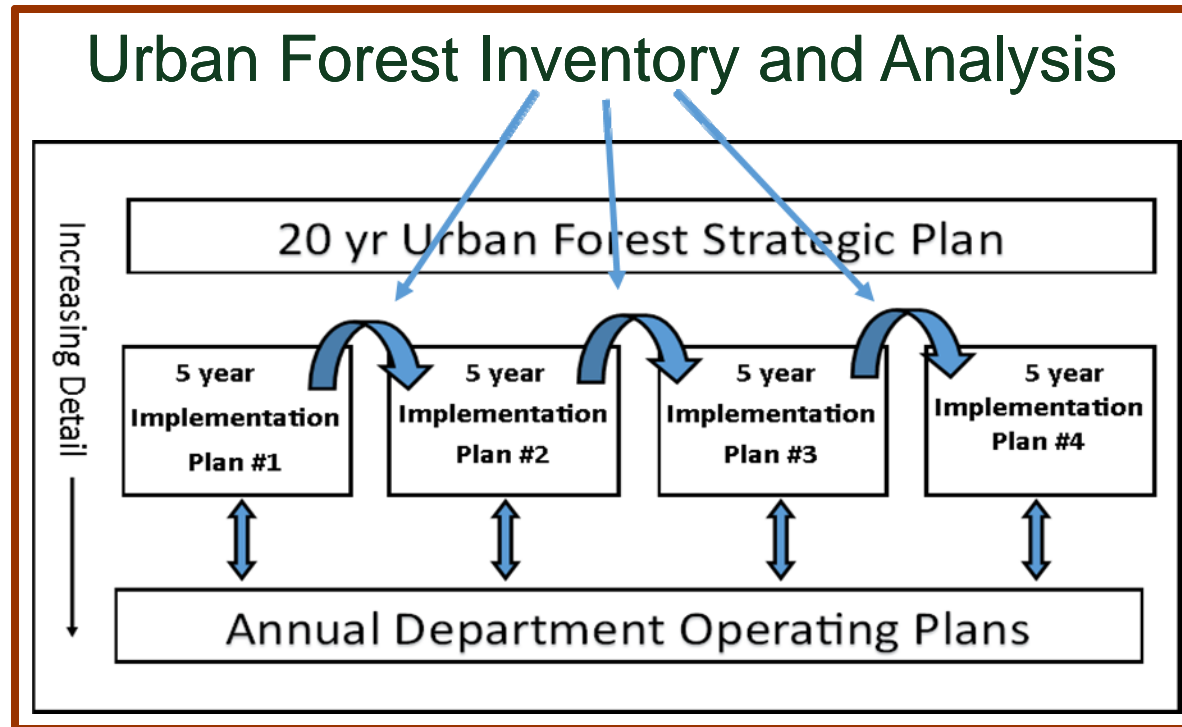 Urban Forest Inventory and Analysis
20 yr Urban Forest Strategic Plan
Increasing Detail
5 year
Implementation
Plan #1
5 year
Implementation
Plan #2
5 year
Implementation
Plan #3
5 year
Implementation
Plan #4
Annual Department Operating Plans